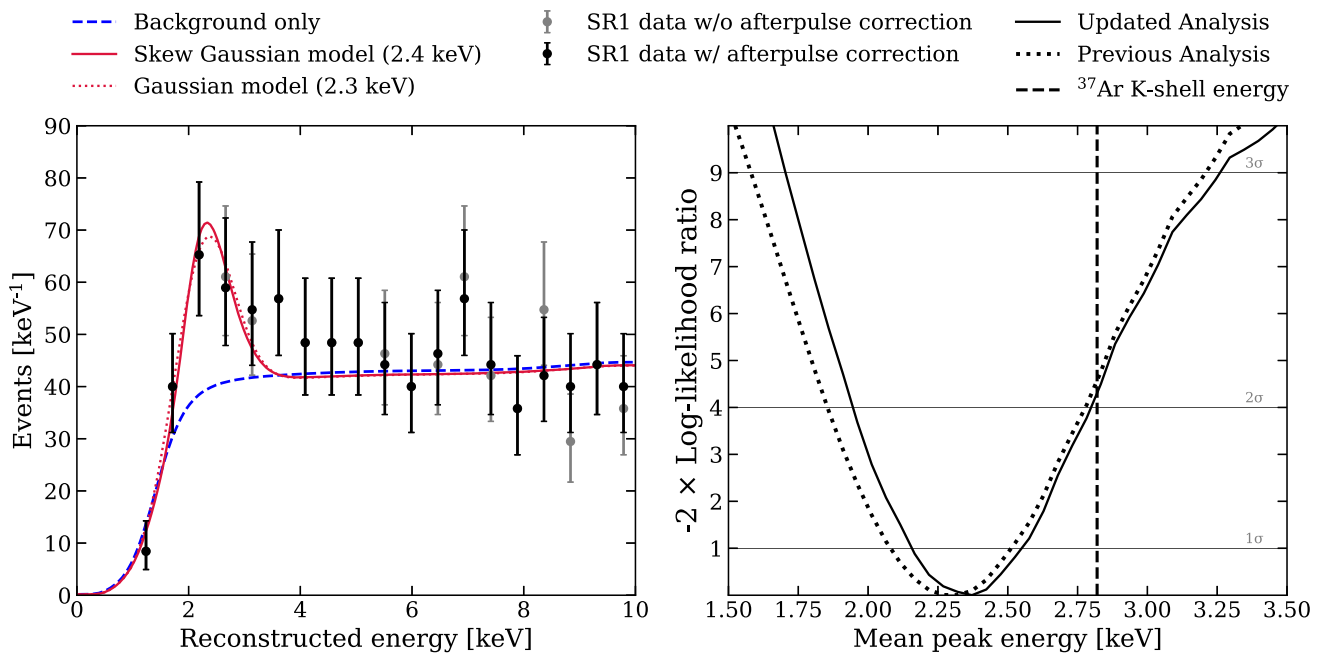 Background only
Skew Gaussian model (2.4 keV)
Gaussian model (2.3 keV)
SR1 data w/o afterpulse correction
SR1 data w/ afterpulse correction
Updated Analysis
Previous Analysis
³⁷Ar K-shell energy
90
80
70
60
50
40
30
20
10
0
Events [keV⁻¹]
0 2 4 6 8 10
Reconstructed energy [keV]
9
8
7
6
5
4
3
2
1
-2 × Log-likelihood ratio
3σ
2σ
1σ
1.50 1.75 2.00 2.25 2.50 2.75 3.00 3.25 3.50
Mean peak energy [keV]